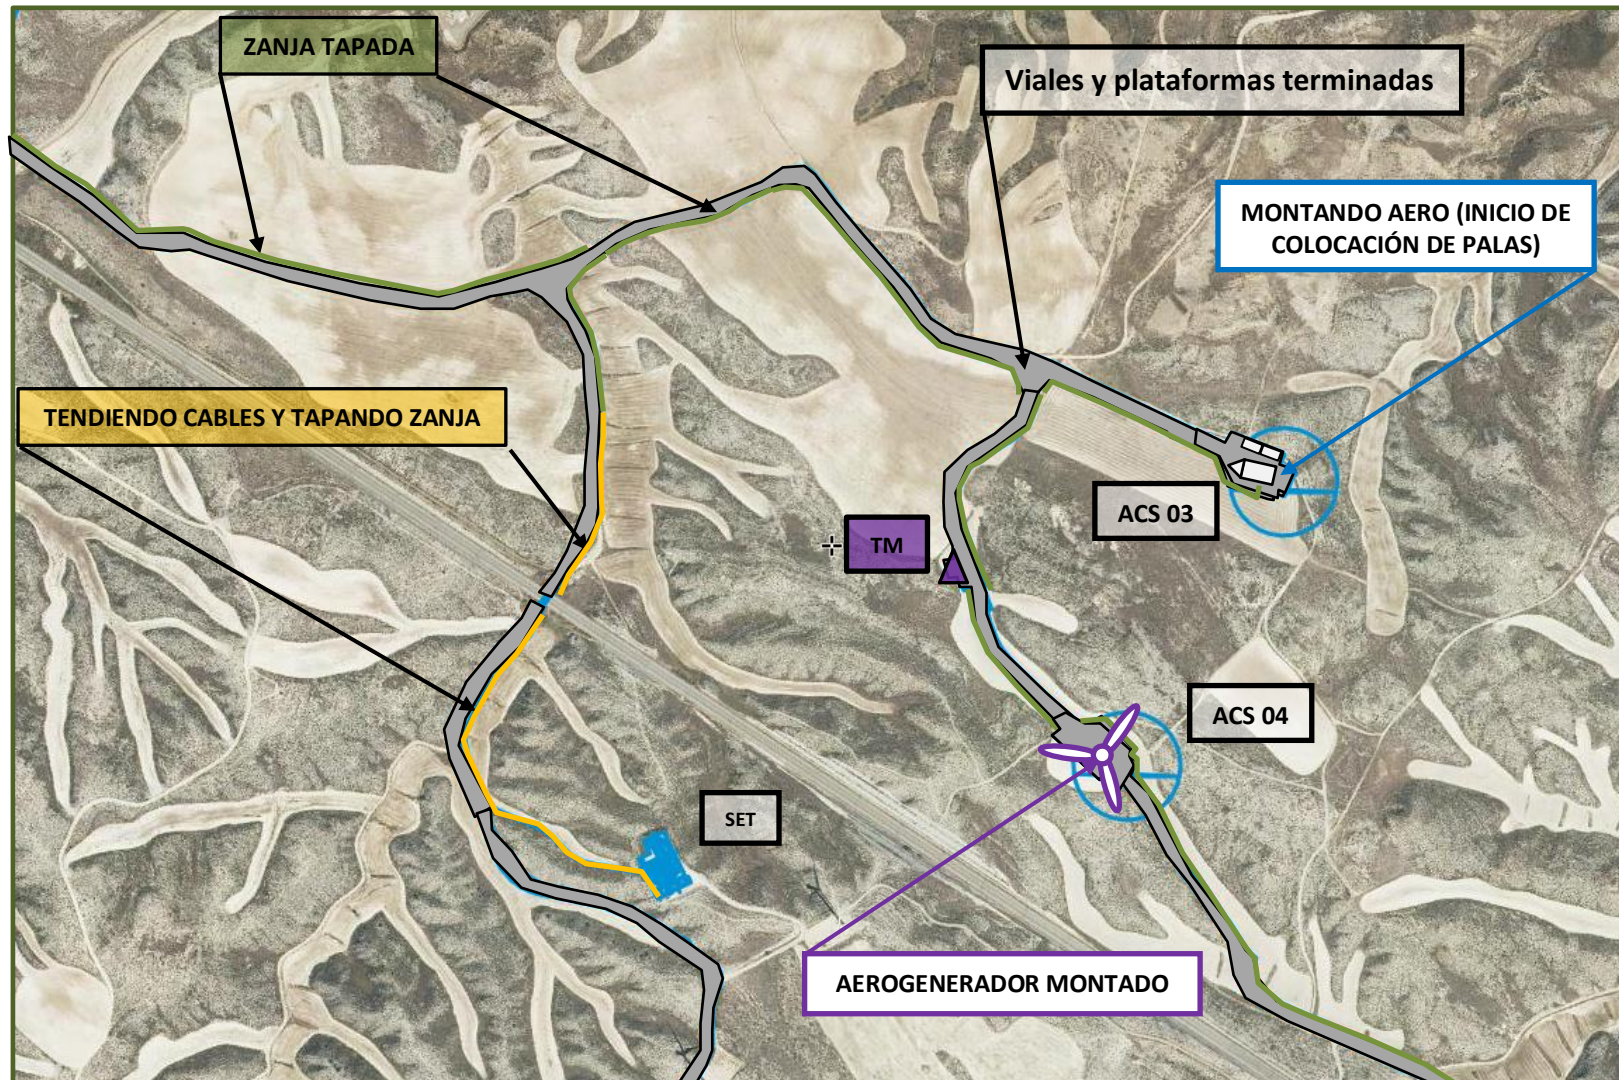 ZANJA TAPADA
Viales y plataformas terminadas
MONTANDO AERO (INICIO DE
COLOCACIÓN DE PALAS)
TENDIENDO CABLES Y TAPANDO ZANJA
ACS 03
TM
ACS 04
SET
AEROGENERADOR MONTADO